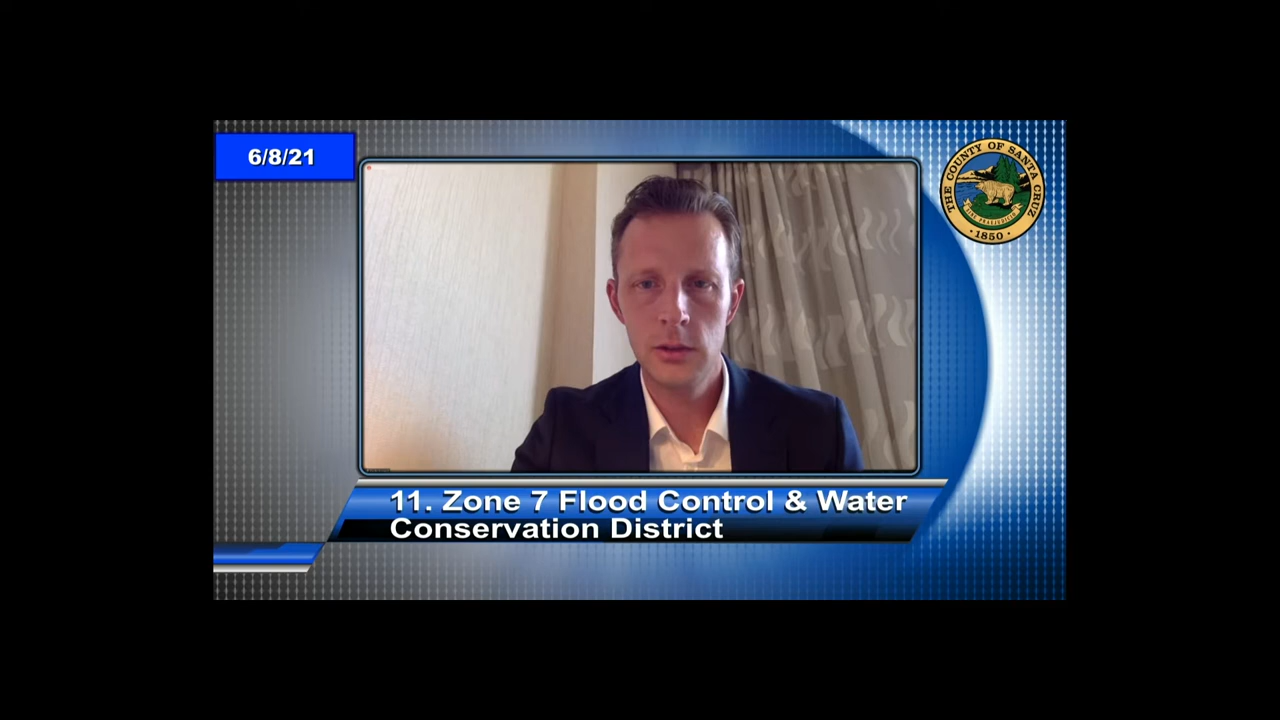 6/8/21
THE COUNTY OF SANTA CRUZ
· 1850 ·
11. Zone 7 Flood Control & Water
Conservation District